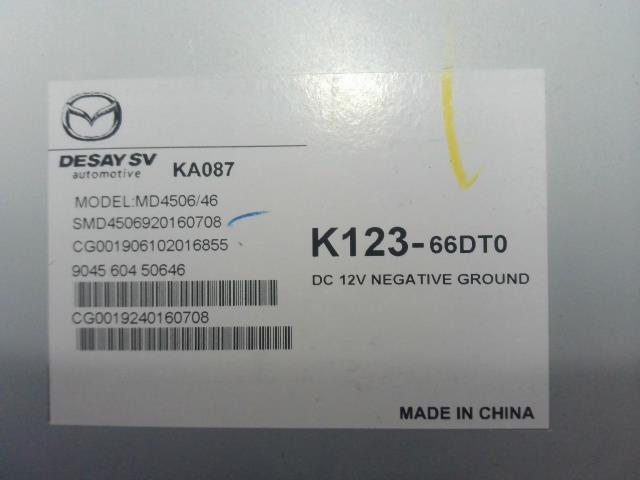 DESAY SV
automotive
KA087
MODEL:MD4506/46
SMD4506920160708
CG001906102016855
9045 604 50646
CG0019240160708
K123-66DT0
DC 12V NEGATIVE GROUND
MADE IN CHINA